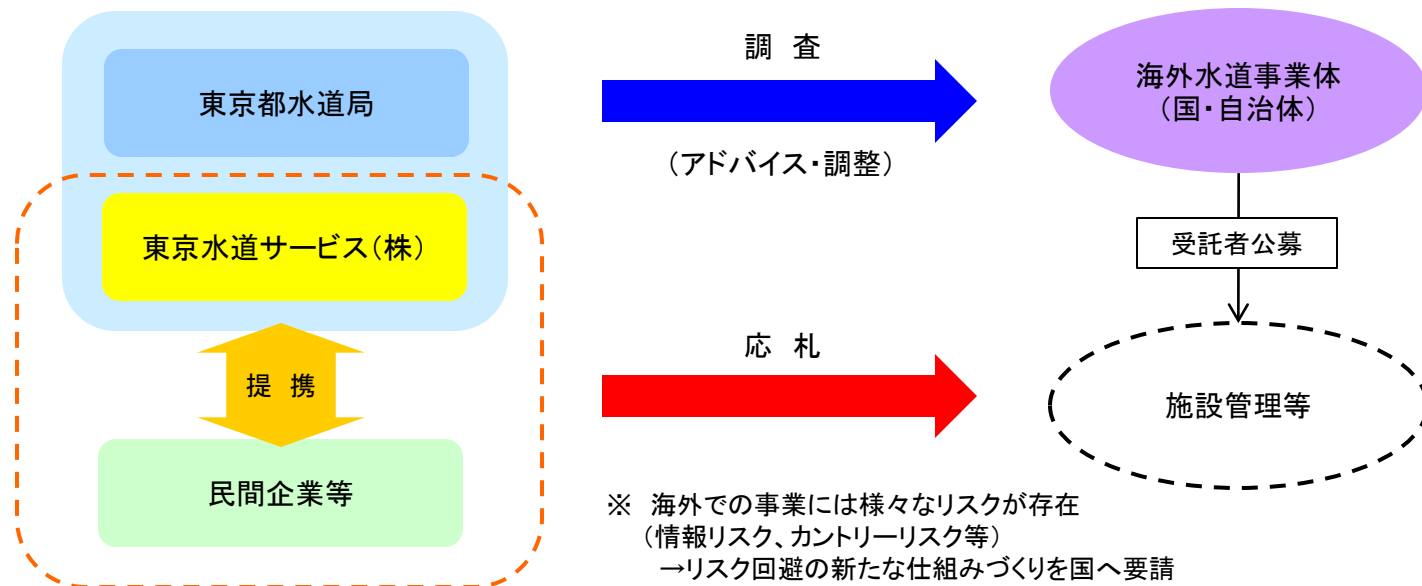 東京都水道局
東京水道サービス(株)
提 携
民間企業等
調 査
(アドバイス・調整)
応 札
海外水道事業体
(国・自治体)
受託者公募
施設管理等
※ 海外での事業には様々なリスクが存在
(情報リスク、カントリーリスク等)
→リスク回避の新たな仕組みづくりを国へ要請